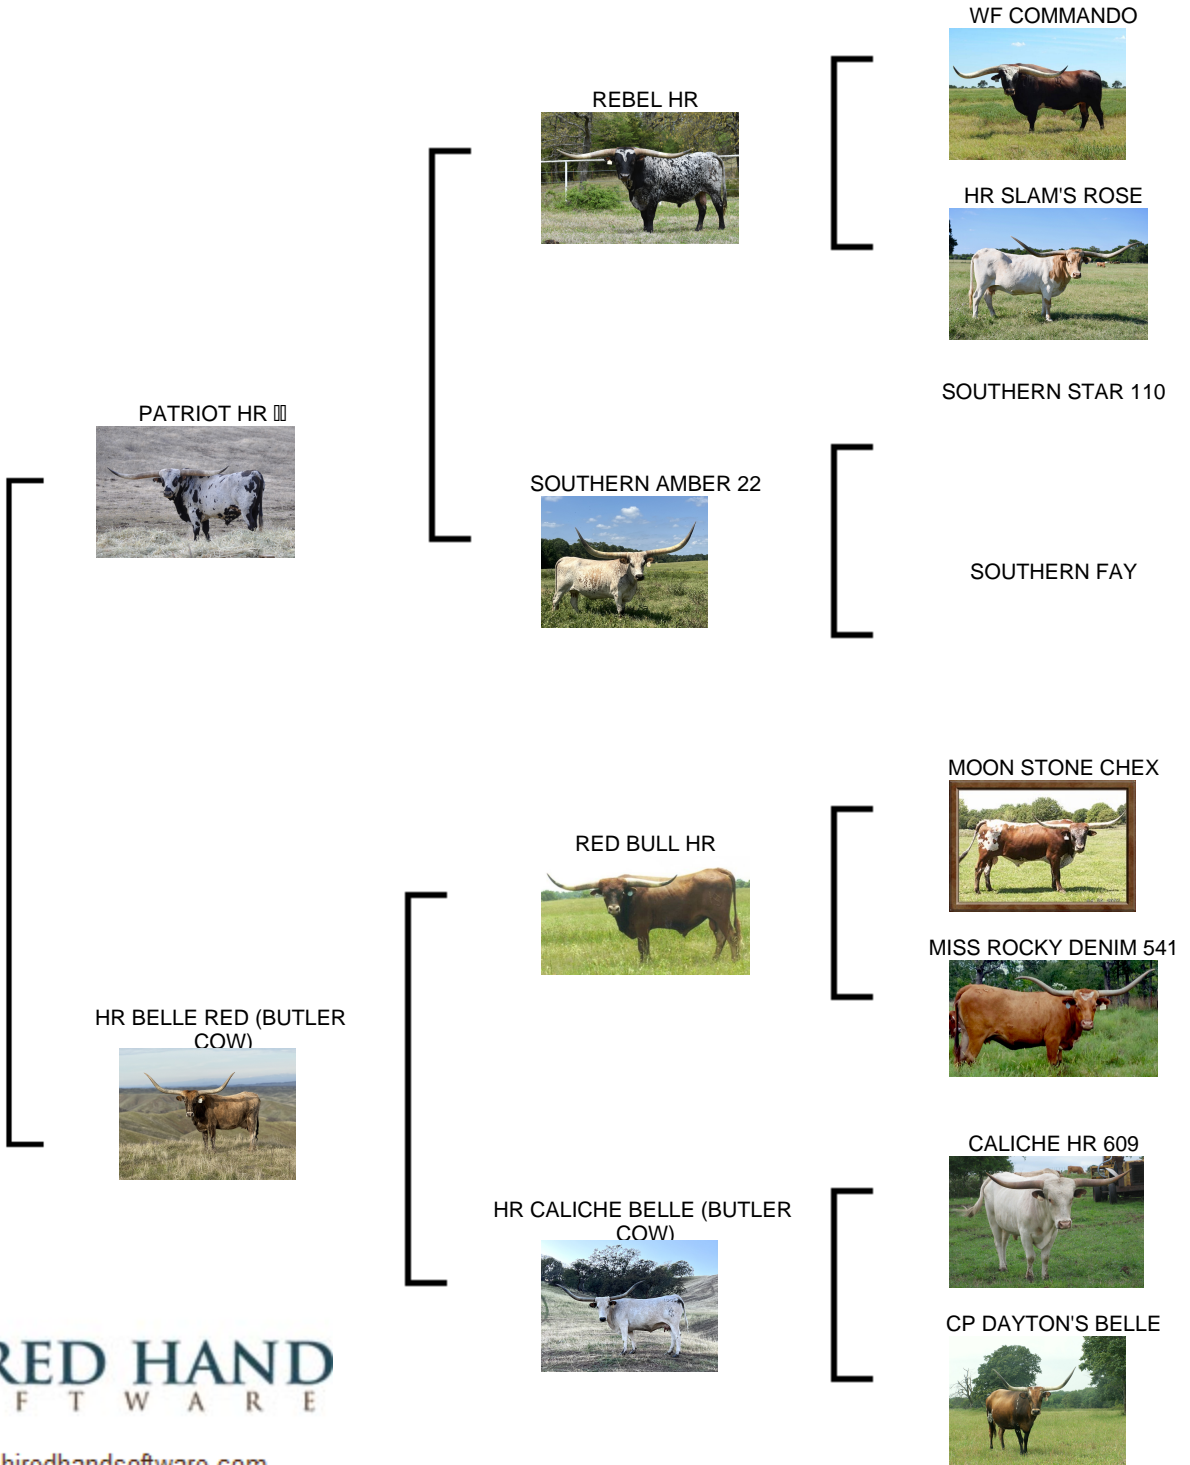 WF COMMANDO
REBEL HR
HR SLAM'S ROSE
SOUTHERN STAR 110
PATRIOT HR
SOUTHERN AMBER 22
SOUTHERN FAY
MOON STONE CHEX
RED BULL HR
MISS ROCKY DENIM 541
HR BELLE RED (BUTLER
COW)
CALICHE HR 609
HR CALICHE BELLE (BUTLER
COW)
CP DAYTON'S BELLE
RED HAND
F T W A R E
hiredhandsoftware.com